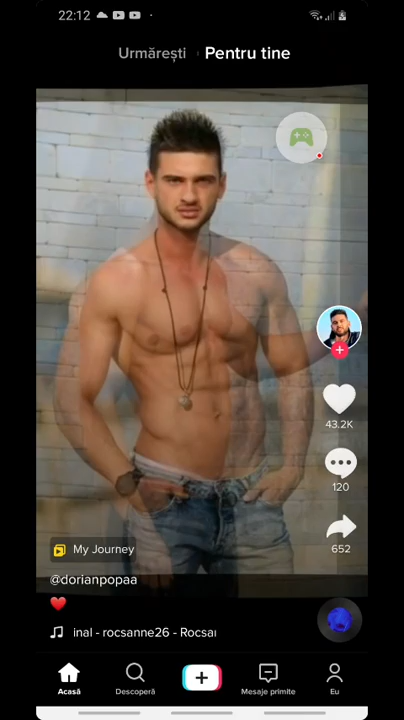 22:12
Urmărești Pentru tine
43.2K
120
652
My Journey
@dorianpopaa
inal - rocsanne26 - Rocsaı
Acasă Descoperă Mesaje primite Eu